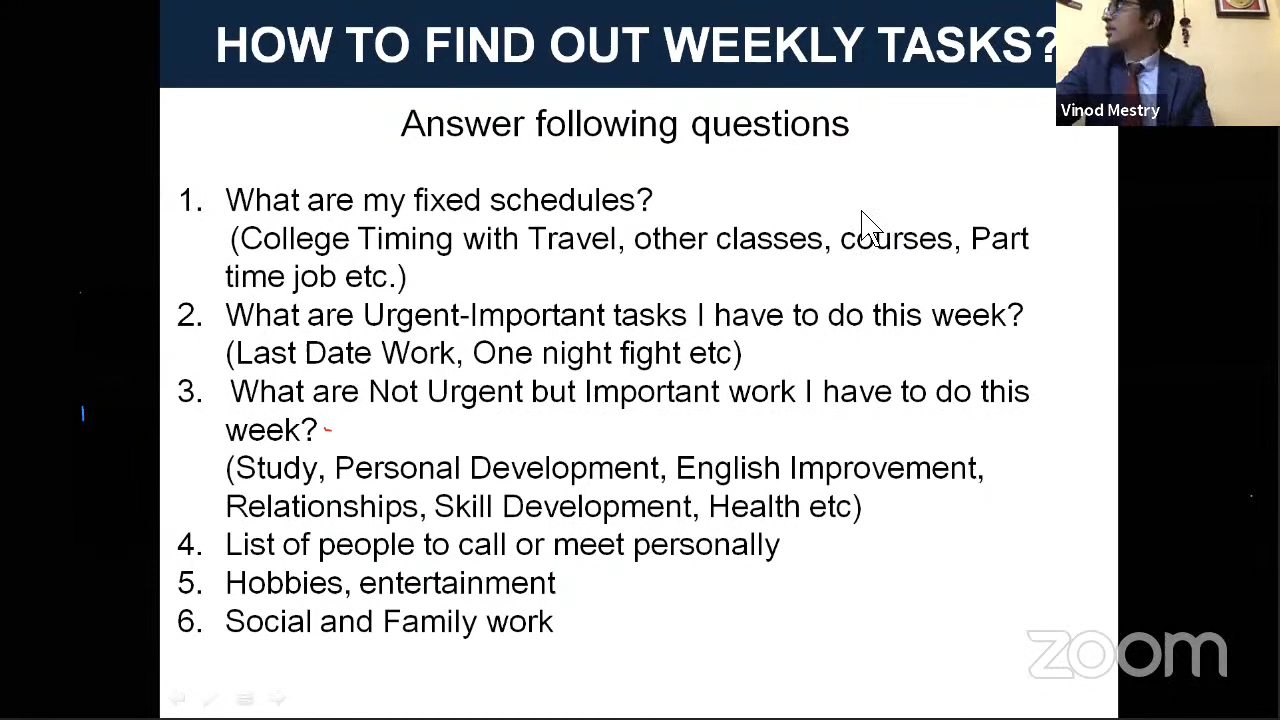 HOW TO FIND OUT WEEKLY TASKS?
Vinod Mestry
Answer following questions
1. What are my fixed schedules?
(College Timing with Travel, other classes, courses, Part
time job etc.)
2. What are Urgent-Important tasks I have to do this week?
(Last Date Work, One night fight etc)
3. What are Not Urgent but Important work I have to do this
week?
(Study, Personal Development, English Improvement,
Relationships, Skill Development, Health etc)
4. List of people to call or meet personally
5. Hobbies, entertainment
6. Social and Family work
zoom